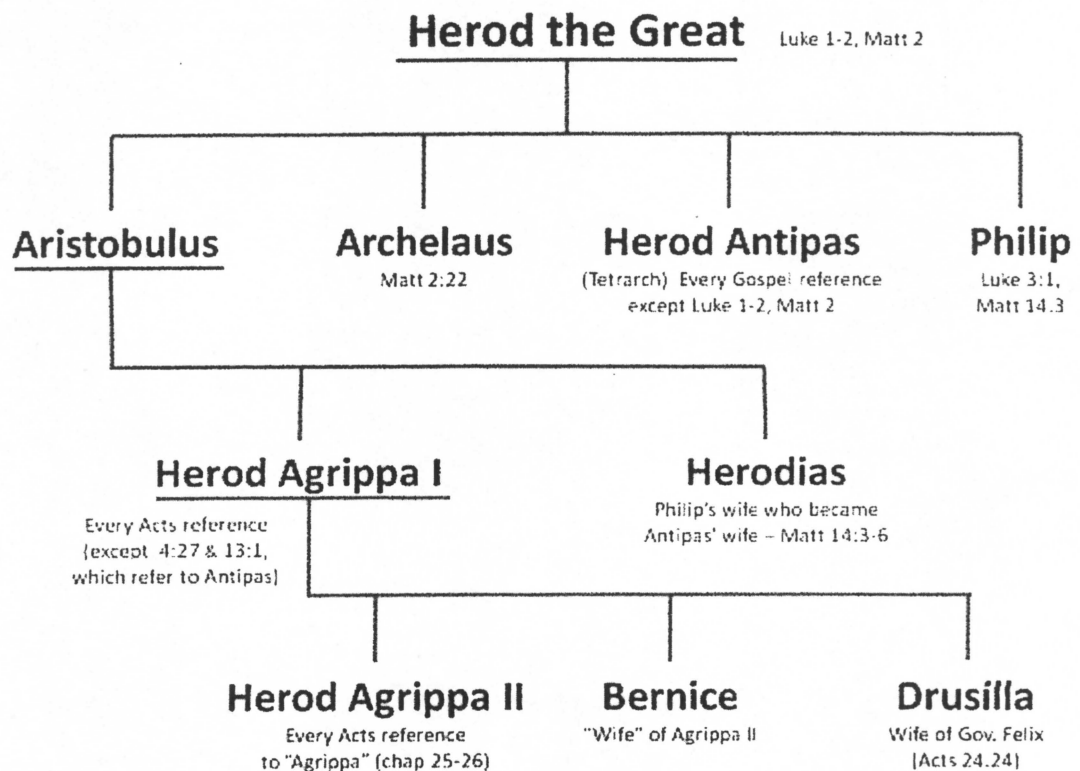 Herod the Great Luke 1-2, Matt 2
Aristobulus
Archelaus
Matt 2:22
Herod Antipas
(Tetrarch) Every Gospel reference
except Luke 1-2, Matt 2
Philip
Luke 3:1,
Matt 14.3
Herod Agrippa I
Every Acts reference
(except 4:27 & 13:1,
which refer to Antipas)
Herodias
Philip's wife who became
Antipas' wife – Matt 14:3-6
Herod Agrippa II
Every Acts reference
to "Agrippa" (chap 25-26)
Bernice
"Wife" of Agrippa II
Drusilla
Wife of Gov. Felix
(Acts 24.24)